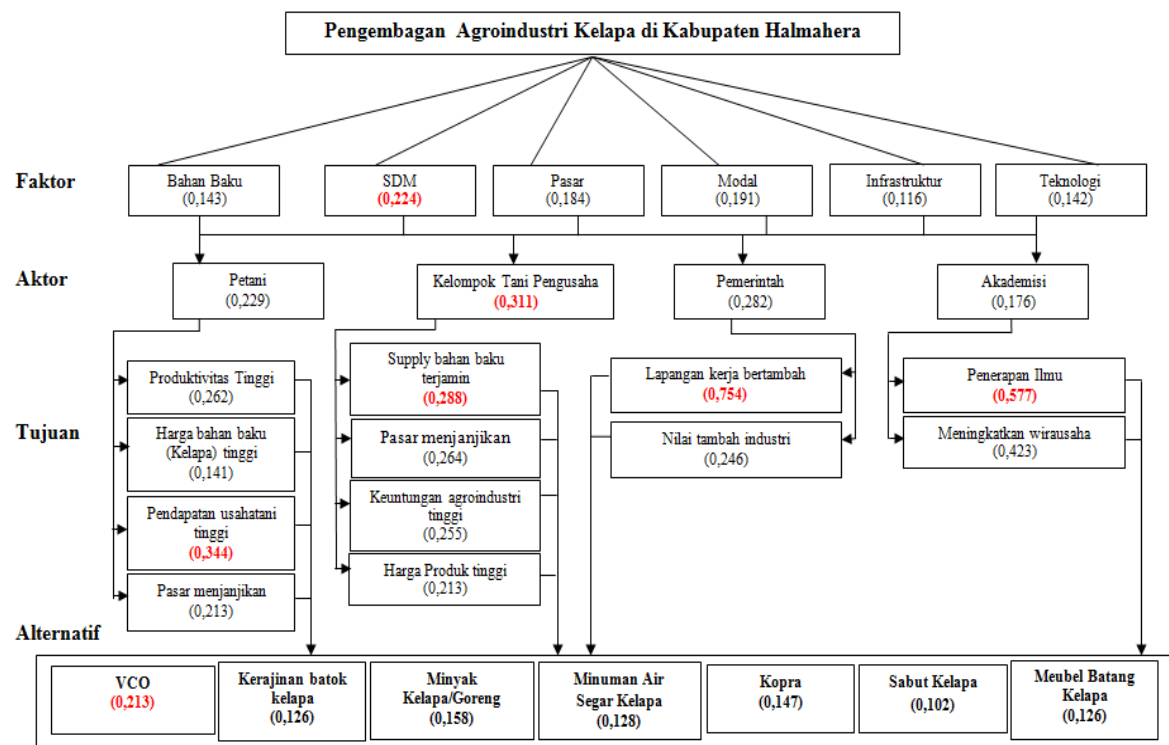 Pengembagan Agroindustri Kelapa di Kabupaten Halmahera
Faktor
Bahan Baku
(0,143)
SDM
(0,224)
Pasar
(0,184)
Modal
(0,191)
Infrastruktur
(0,116)
Teknologi
(0,142)
Aktor
Petani
(0,229)
Kelompok Tani Pengusaha
(0,311)
Pemerintah
(0,282)
Akademisi
(0,176)
Tujuan
Produktivitas Tinggi
(0,262)
Harga bahan baku
(Kelapa) tinggi
(0,141)
Pendapatan usahatani
tinggi
(0,344)
Pasar menjanjikan
(0,213)
Supply bahan baku
terjamin
(0,288)
Pasar menjanjikan
(0,264)
Keuntungan agroindustri
tinggi
(0,255)
Harga Produk tinggi
(0,213)
Lapangan kerja bertambah
(0,754)
Nilai tambah industri
(0,246)
Penerapan Ilmu
(0,577)
Meningkatkan wirausaha
(0,423)
Alternatif
VCO
(0,213)
Kerajinan batok
kelapa
(0,126)
Minyak
Kelapa/Goreng
(0,158)
Minuman Air
Segar Kelapa
(0,128)
Kopra
(0,147)
Sabut Kelapa
(0,102)
Meubel Batang
Kelapa
(0,126)